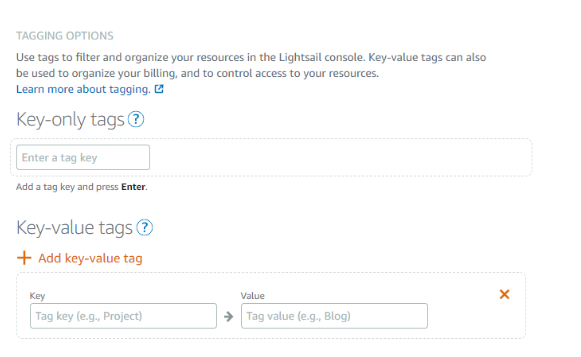 TAGGING OPTIONS
Use tags to filter and organize your resources in the Lightsail console. Key-value tags can also
be used to organize your billing, and to control access to your resources.
Learn more about tagging.
Key-only tags ?
Enter a tag key
Add a tag key and press Enter.
Key-value tags ?
+ Add key-value tag
Key Value
Tag key (e.g., Project) → Tag value (e.g., Blog)